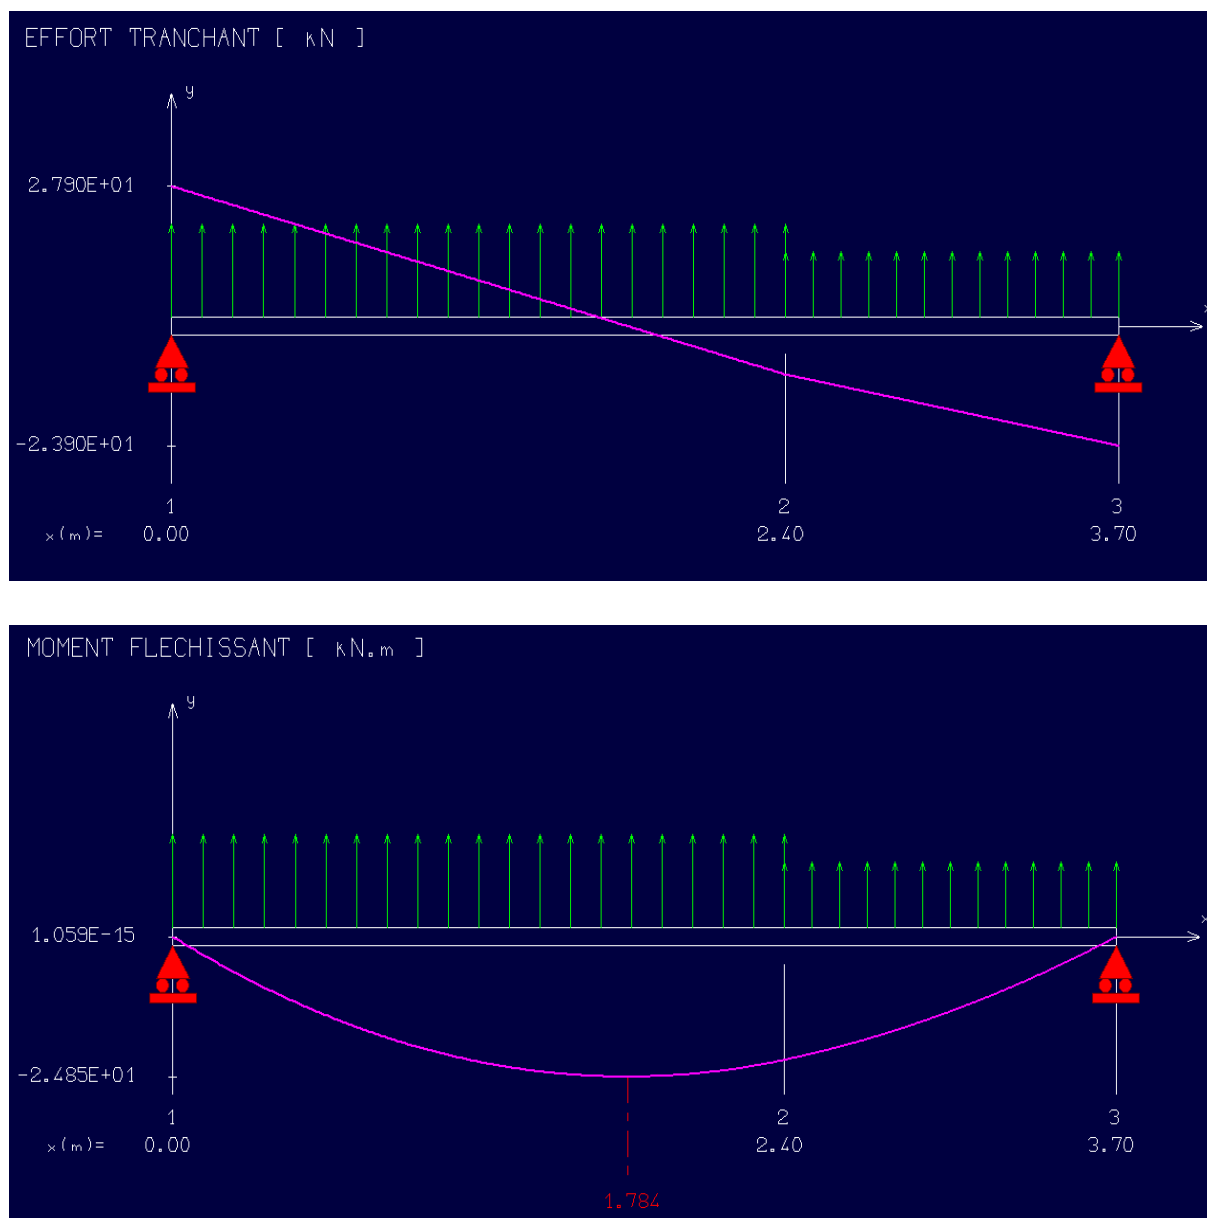 EFFORT TRANCHANT [ kN ]
y
2.790E+01
x
-2.390E+01
1 2 3
x(m)= 0.00 2.40 3.70
MOMENT FLECHISSANT [ kN.m ]
y
x
1.059E-15
-2.485E+01
1 2 3
x(m)= 0.00 2.40 3.70
1.784